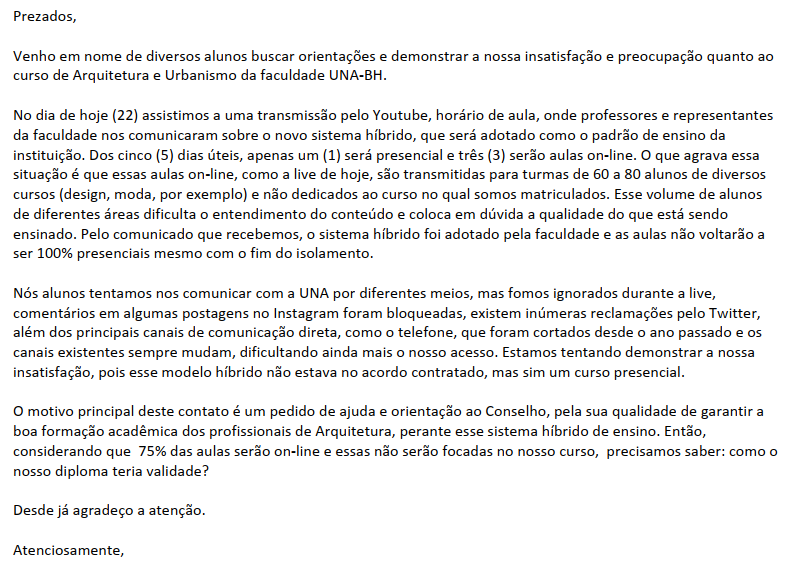 Prezados,
Venho em nome de diversos alunos buscar orientações e demonstrar a nossa insatisfação e preocupação quanto ao
curso de Arquitetura e Urbanismo da faculdade UNA-BH.
No dia de hoje (22) assistimos a uma transmissão pelo Youtube, horário de aula, onde professores e representantes
da faculdade nos comunicaram sobre o novo sistema híbrido, que será adotado como o padrão de ensino da
instituição. Dos cinco (5) dias úteis, apenas um (1) será presencial e três (3) serão aulas on-line. O que agrava essa
situação é que essas aulas on-line, como a live de hoje, são transmitidas para turmas de 60 a 80 alunos de diversos
cursos (design, moda, por exemplo) e não dedicados ao curso no qual somos matriculados. Esse volume de alunos
de diferentes áreas dificulta o entendimento do conteúdo e coloca em dúvida a qualidade do que está sendo
ensinado. Pelo comunicado que recebemos, o sistema híbrido foi adotado pela faculdade e as aulas não voltarão a
ser 100% presenciais mesmo com o fim do isolamento.
Nós alunos tentamos nos comunicar com a UNA por diferentes meios, mas fomos ignorados durante a live,
comentários em algumas postagens no Instagram foram bloqueadas, existem inúmeras reclamações pelo Twitter,
além dos principais canais de comunicação direta, como o telefone, que foram cortados desde o ano passado e os
canais existentes sempre mudam, dificultando ainda mais o nosso acesso. Estamos tentando demonstrar a nossa
insatisfação, pois esse modelo híbrido não estava no acordo contratado, mas sim um curso presencial.
O motivo principal deste contato é um pedido de ajuda e orientação ao Conselho, pela sua qualidade de garantir a
boa formação acadêmica dos profissionais de Arquitetura, perante esse sistema híbrido de ensino. Então,
considerando que  75% das aulas serão on-line e essas não serão focadas no nosso curso,  precisamos saber: como o
nosso diploma teria validade?
Desde já agradeço a atenção.
Atenciosamente,